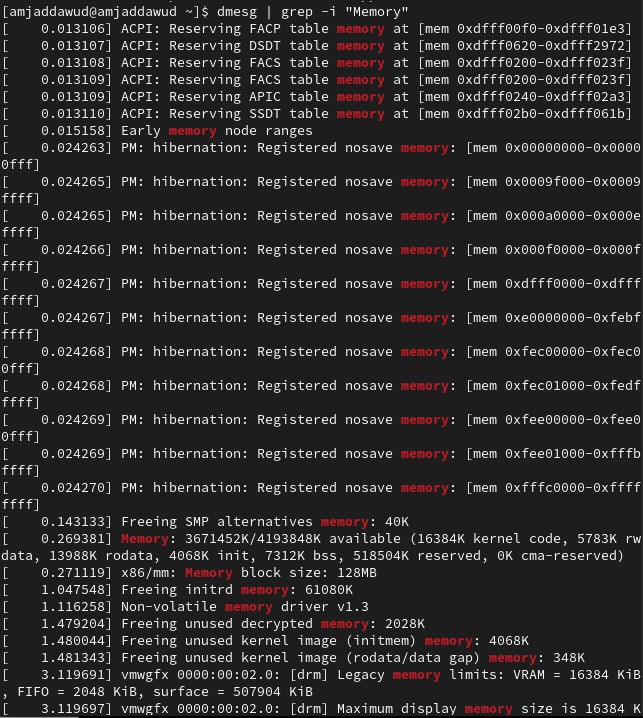 [amjaddawud@amjaddawud ~]$ dmesg | grep -i "Memory"
[    0.013106] ACPI: Reserving FACP table memory at [mem 0xdfff00f0-0xdfff01e3]
[    0.013107] ACPI: Reserving DSDT table memory at [mem 0xdfff0620-0xdfff2972]
[    0.013108] ACPI: Reserving FACS table memory at [mem 0xdfff0200-0xdfff023f]
[    0.013109] ACPI: Reserving FACS table memory at [mem 0xdfff0200-0xdfff023f]
[    0.013109] ACPI: Reserving APIC table memory at [mem 0xdfff0240-0xdfff02a3]
[    0.013110] ACPI: Reserving SSDT table memory at [mem 0xdfff02b0-0xdfff061b]
[    0.015158] Early memory node ranges
[    0.024263] PM: hibernation: Registered nosave memory: [mem 0x00000000-0x0000
0fff]
[    0.024265] PM: hibernation: Registered nosave memory: [mem 0x0009f000-0x0009
ffff]
[    0.024265] PM: hibernation: Registered nosave memory: [mem 0x000a0000-0x000e
ffff]
[    0.024266] PM: hibernation: Registered nosave memory: [mem 0x000f0000-0x000f
ffff]
[    0.024267] PM: hibernation: Registered nosave memory: [mem 0xdfff0000-0xdfff
ffff]
[    0.024267] PM: hibernation: Registered nosave memory: [mem 0xe0000000-0xfebf
ffff]
[    0.024268] PM: hibernation: Registered nosave memory: [mem 0xfec00000-0xfec0
0fff]
[    0.024268] PM: hibernation: Registered nosave memory: [mem 0xfec01000-0xfedf
ffff]
[    0.024269] PM: hibernation: Registered nosave memory: [mem 0xfee00000-0xfee0
0fff]
[    0.024269] PM: hibernation: Registered nosave memory: [mem 0xfee01000-0xfffb
ffff]
[    0.024270] PM: hibernation: Registered nosave memory: [mem 0xfffc0000-0xffff
ffff]
[    0.143133] Freeing SMP alternatives memory: 40K
[    0.269381] Memory: 3671452K/4193848K available (16384K kernel code, 5783K rw
data, 13988K rodata, 4068K init, 7312K bss, 518504K reserved, 0K cma-reserved)
[    0.271119] x86/mm: Memory block size: 128MB
[    1.047548] Freeing initrd memory: 61080K
[    1.116258] Non-volatile memory driver v1.3
[    1.479204] Freeing unused decrypted memory: 2028K
[    1.480044] Freeing unused kernel image (initmem) memory: 4068K
[    1.481343] Freeing unused kernel image (rodata/data gap) memory: 348K
[    3.119691] vmwgfx 0000:00:02.0: [drm] Legacy memory limits: VRAM = 16384 KiB
, FIFO = 2048 KiB, surface = 507904 KiB
[    3.119697] vmwgfx 0000:00:02.0: [drm] Maximum display memory size is 16384 K